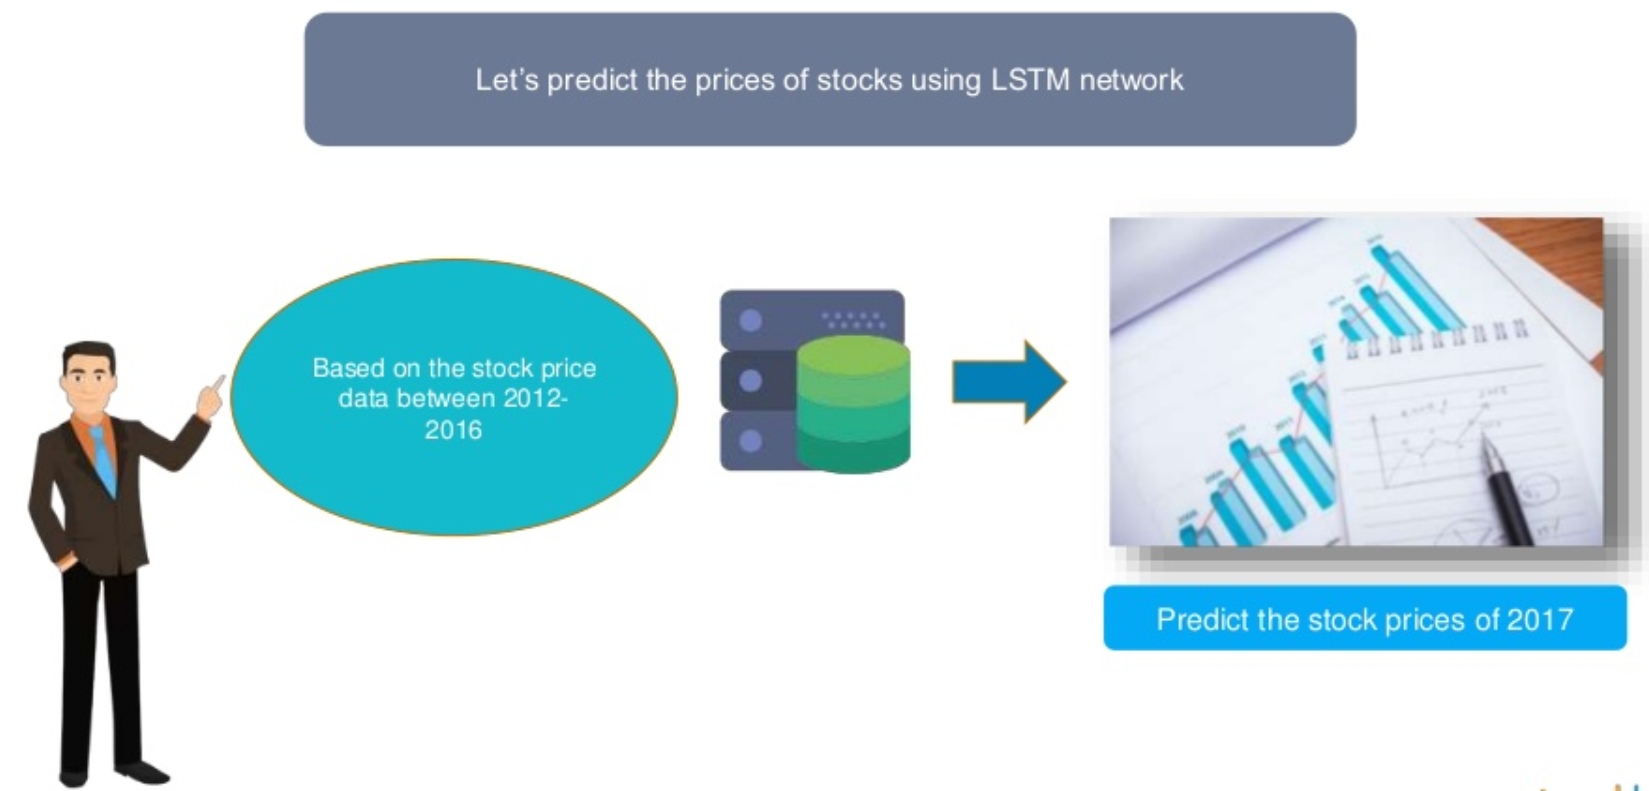 Let's predict the prices of stocks using LSTM network
Based on the stock price
data between 2012-
2016
Predict the stock prices of 2017